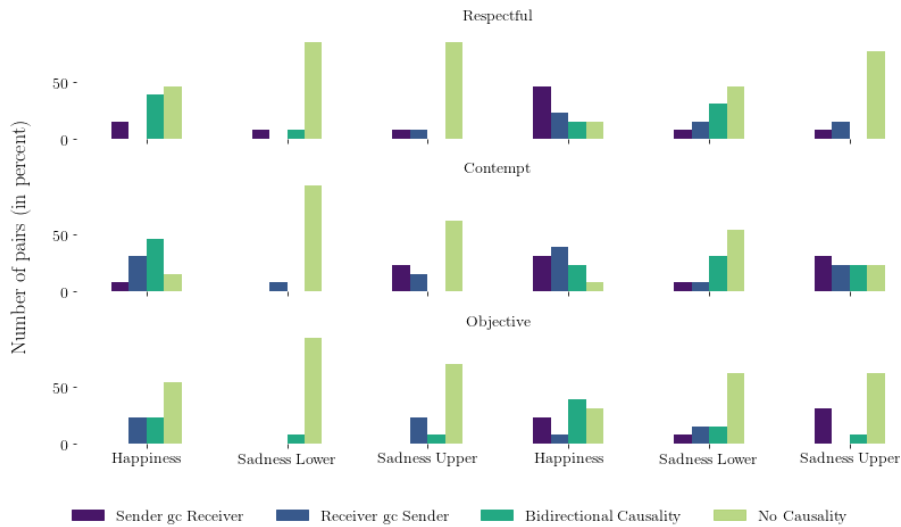 Respectful
50
0
Contempt
50
0
Objective
50
0
Number of pairs (in percent)
Happiness Sadness Lower Sadness Upper Happiness Sadness Lower Sadness Upper
Sender gc Receiver Receiver gc Sender Bidirectional Causality No Causality